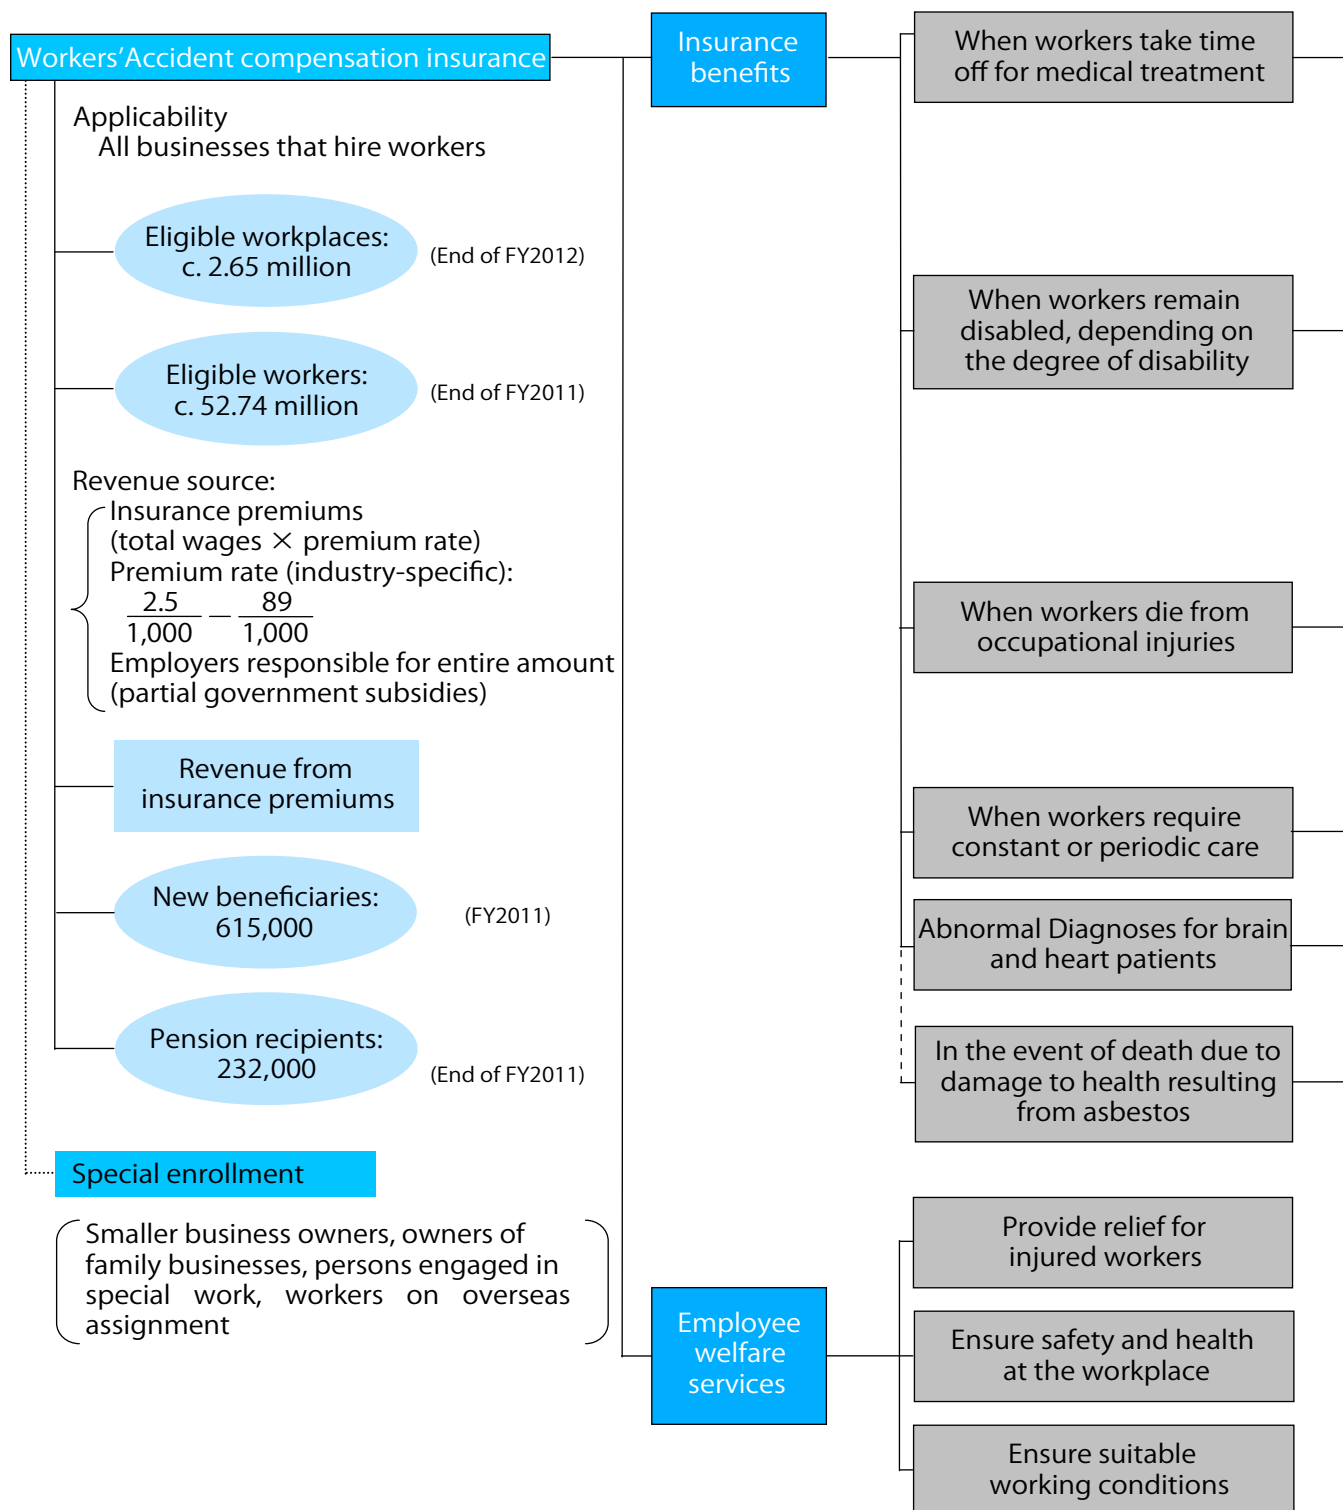 Workers’Accident compensation insurance
Applicability
All businesses that hire workers
Eligible workplaces:
c. 2.65 million
(End of FY2012)
Eligible workers:
c. 52.74 million
(End of FY2011)
Revenue source:
Insurance premiums
(total wages × premium rate)
Premium rate (industry-specific):
2.5/1,000 – 89/1,000
Employers responsible for entire amount
(partial government subsidies)
Revenue from
insurance premiums
New beneficiaries:
615,000
(FY2011)
Pension recipients:
232,000
(End of FY2011)
Special enrollment
Smaller business owners, owners of
family businesses, persons engaged in
special work, workers on overseas
assignment
Insurance
benefits
When workers take time
off for medical treatment
When workers remain
disabled, depending on
the degree of disability
When workers die from
occupational injuries
When workers require
constant or periodic care
Abnormal Diagnoses for brain
and heart patients
In the event of death due to
damage to health resulting
from asbestos
Employee
welfare
services
Provide relief for
injured workers
Ensure safety and health
at the workplace
Ensure suitable
working conditions